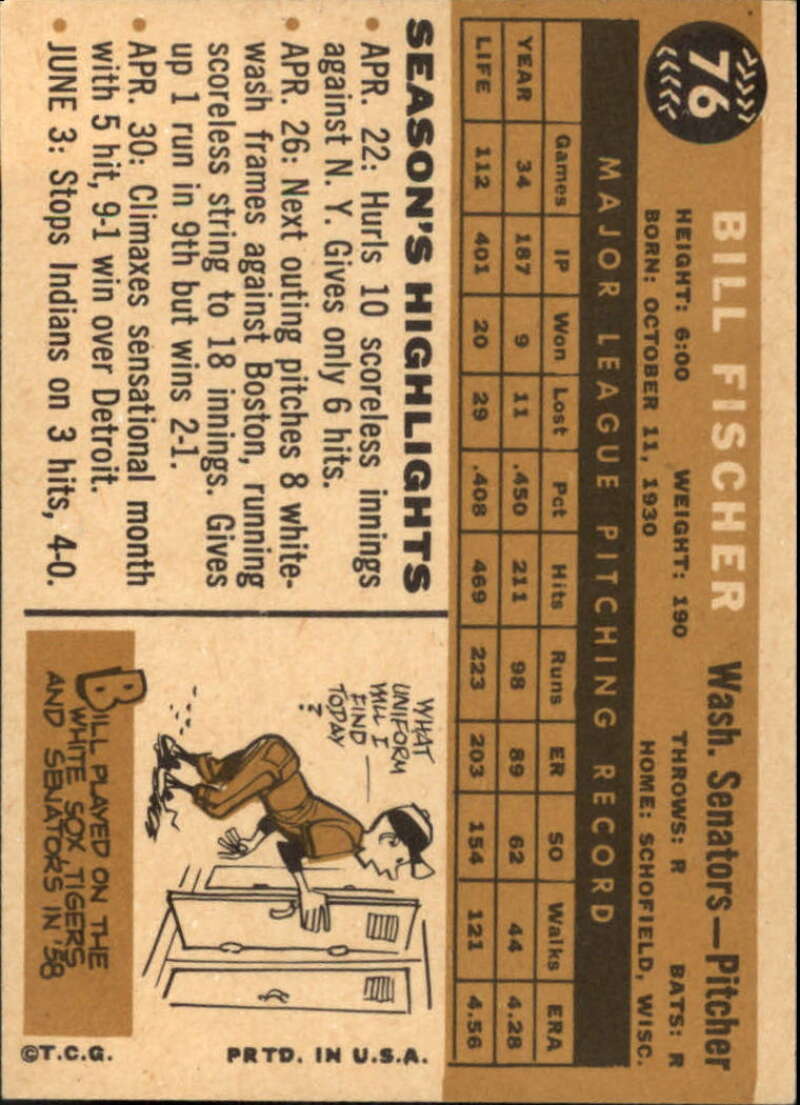 76
BILL FISCHER Wash. Senators—Pitcher
HEIGHT: 6:00 WEIGHT: 190 THROWS: R BATS: R
BORN: OCTOBER 11, 1930 HOME: SCHOFIELD, WISC.
MAJOR LEAGUE PITCHING RECORD
Games IP Won Lost Pct Hits Runs ER SO Walks ERA
YEAR 34 187 9 11 .450 211 98 89 62 44 4.28
LIFE 112 401 20 29 .408 469 223 203 154 121 4.56
SEASON'S HIGHLIGHTS
• APR. 22: Hurls 10 scoreless innings
against N. Y. Gives only 6 hits.
• APR. 26: Next outing pitches 8 white-
wash frames against Boston, running
scoreless string to 18 innings. Gives
up 1 run in 9th but wins 2-1.
• APR. 30: Climaxes sensational month
with 5 hit, 9-1 win over Detroit.
• JUNE 3: Stops Indians on 3 hits, 4-0.
WHAT
UNIFORM
WILL I
FIND
TODAY
?
BILL PLAYED ON THE
WHITE SOX, TIGERS
AND SENATORS IN '58
©T.C.G. PRTD. IN U.S.A.